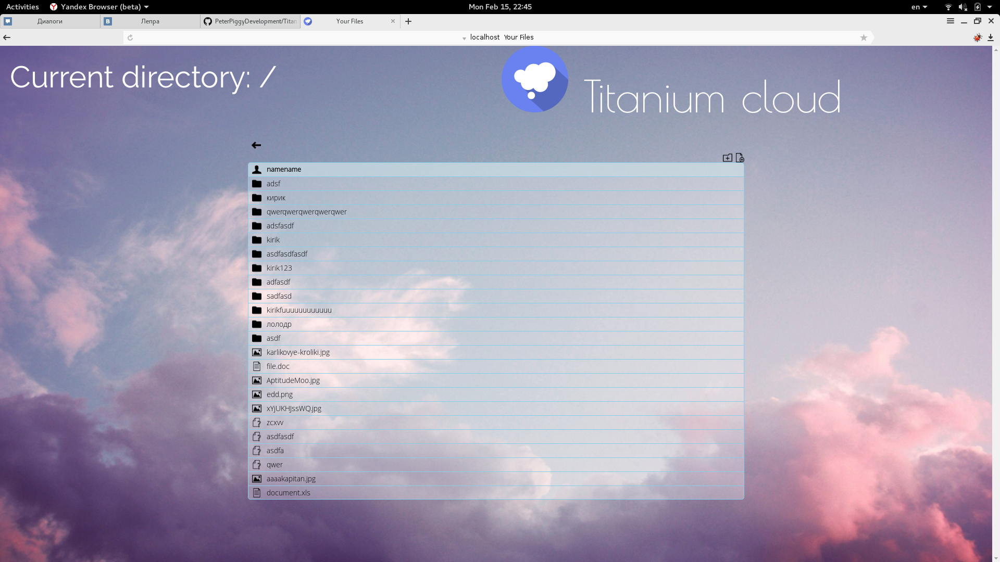 Activities Yandex Browser (beta) Mon Feb 15, 22:45 en
Диалоги Лепра PeterPiggyDevelopment/Titan Your Files
localhost Your Files
Current directory: /
Titanium cloud
namename
adsf
кирик
qwerqwerqwerqwerqwer
adsfasdf
kirik
asdfasdfasdf
kirik123
adfasdf
sadfasd
kirikfuuuuuuuuuuuu
лолодр
asdf
karlikovye-kroliki.jpg
file.doc
AptitudeMoo.jpg
edd.png
xYjUKHJssWQ.jpg
zcxvv
asdfasdf
asdfa
qwer
aaaakapitan.jpg
document.xls